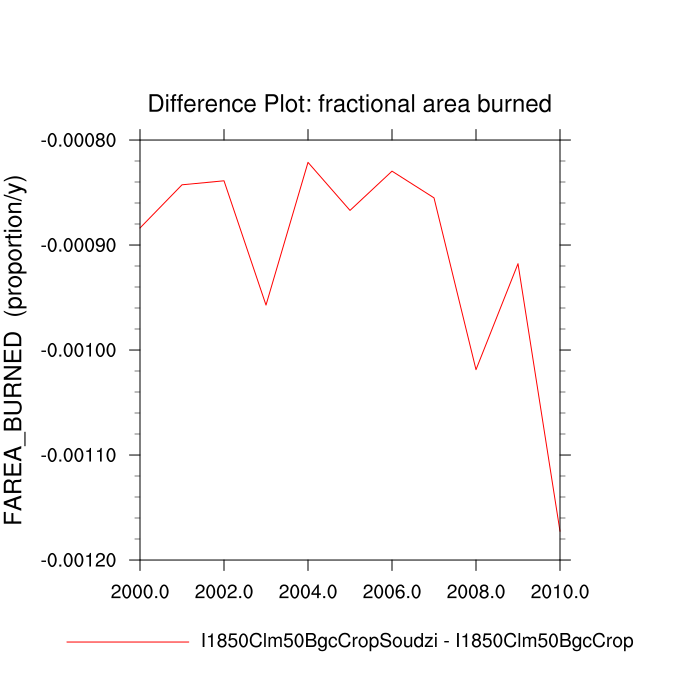 Difference Plot: fractional area burned
FAREA_BURNED (proportion/y)
-0.00080
-0.00090
-0.00100
-0.00110
-0.00120
2000.0 2002.0 2004.0 2006.0 2008.0 2010.0
I1850Clm50BgcCropSoudzi - I1850Clm50BgcCrop